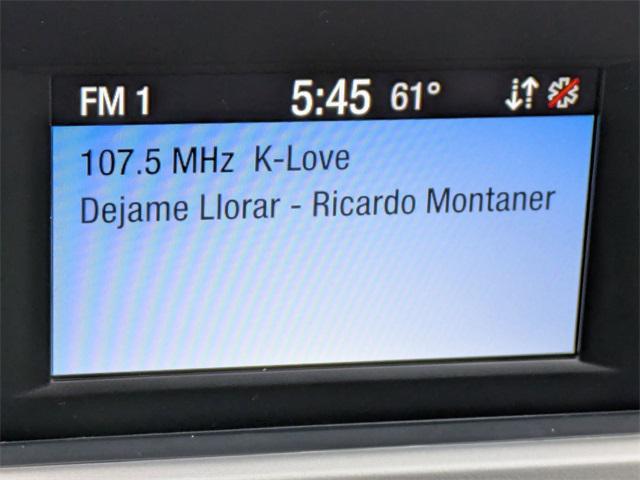 FM 1 5:45 61°
107.5 MHz K-Love
Dejame Llorar - Ricardo Montaner